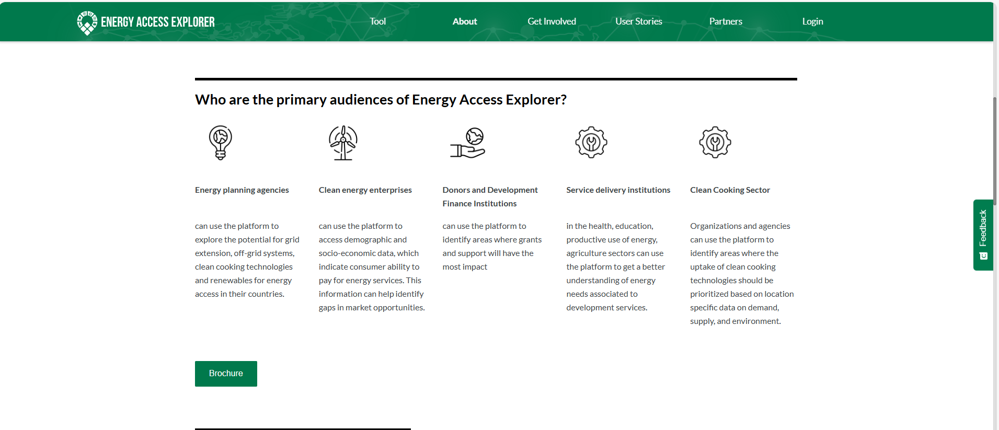 ENERGY ACCESS EXPLORER
Tool
About
Get Involved
User Stories
Partners
Login
Who are the primary audiences of Energy Access Explorer?
Energy planning agencies
can use the platform to
explore the potential for grid
extension, off-grid systems,
clean cooking technologies
and renewables for energy
access in their countries.
Clean energy enterprises
can use the platform to
access demographic and
socio-economic data, which
indicate consumer ability to
pay for energy services. This
information can help identify
gaps in market opportunities.
Donors and Development
Finance Institutions
can use the platform to
identify areas where grants
and support will have the
most impact
Service delivery institutions
in the health, education,
productive use of energy,
agriculture sectors can use
the platform to get a better
understanding of energy
needs associated to
development services.
Clean Cooking Sector
Organizations and agencies
can use the platform to
identify areas where the
uptake of clean cooking
technologies should be
prioritized based on location
specific data on demand,
supply, and environment.
Brochure
Feedback